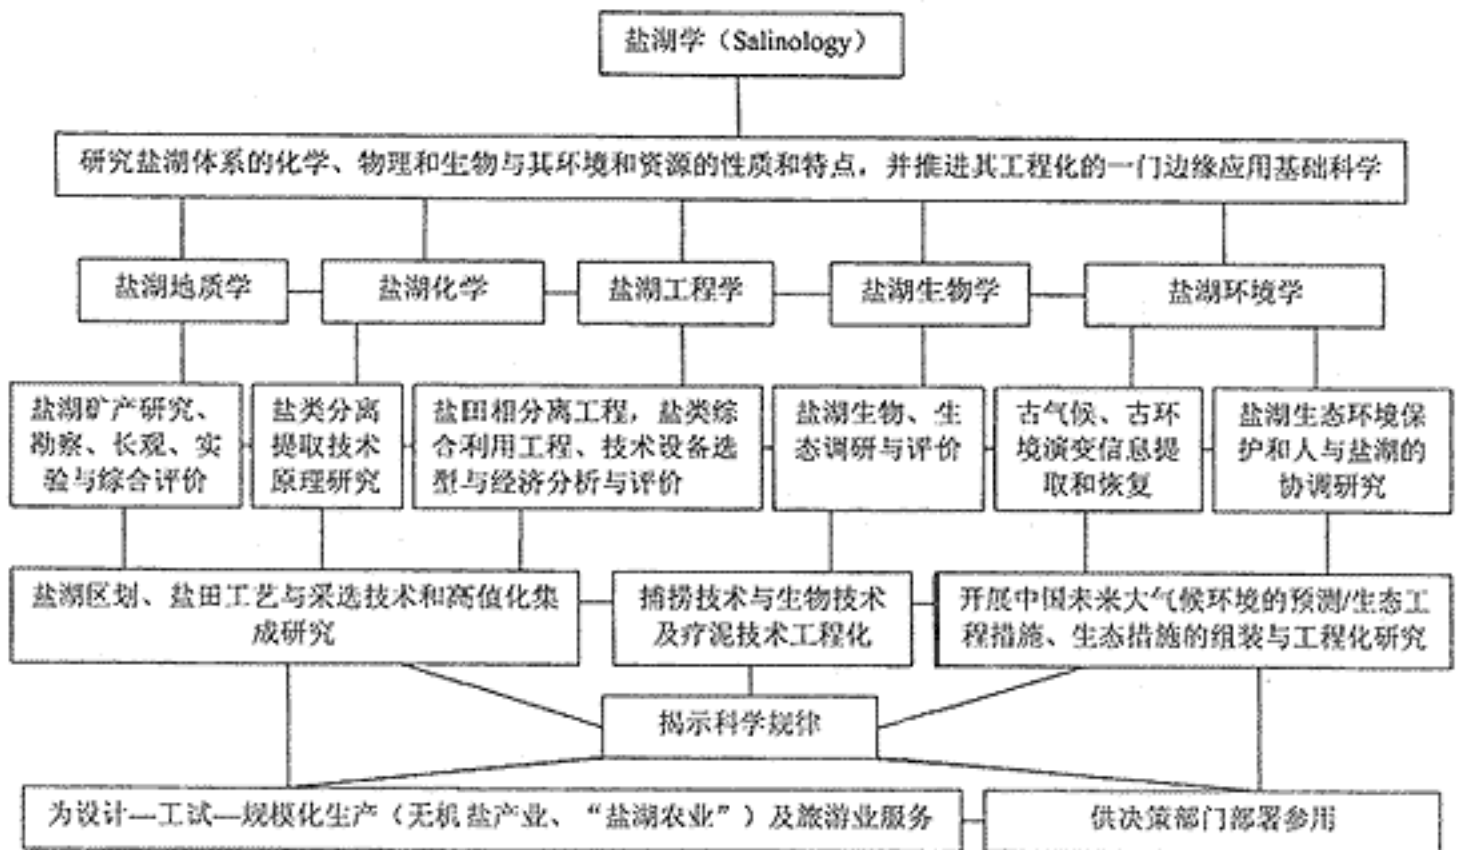 盐湖学（Salinology）
研究盐湖体系的化学、物理和生物与其环境和资源的性质和特点，并推进其工程化的一门边缘应用基础科学
盐湖地质学
盐湖化学
盐湖工程学
盐湖生物学
盐湖环境学
盐湖矿产研究、
勘察、长观、实
验与综合评价
盐类分离
提取技术
原理研究
盐田相分离工程，盐类综
合利用工程、技术设备选
型与经济分析与评价
盐湖生物、生
态调研与评价
古气候、古环
境演变信息提
取和恢复
盐湖生态环境保
护和人与盐湖的
协调研究
盐湖区划、盐田工艺与采选技术和高值化集
成研究
捕捞技术与生物技术
及疗泥技术工程化
开展中国未来大气候环境的预测/生态工
程措施、生态措施的组装与工程化研究
揭示科学规律
为设计—工试—规模化生产（无机盐产业、“盐湖农业”）及旅游业服务
供决策部门部署参用